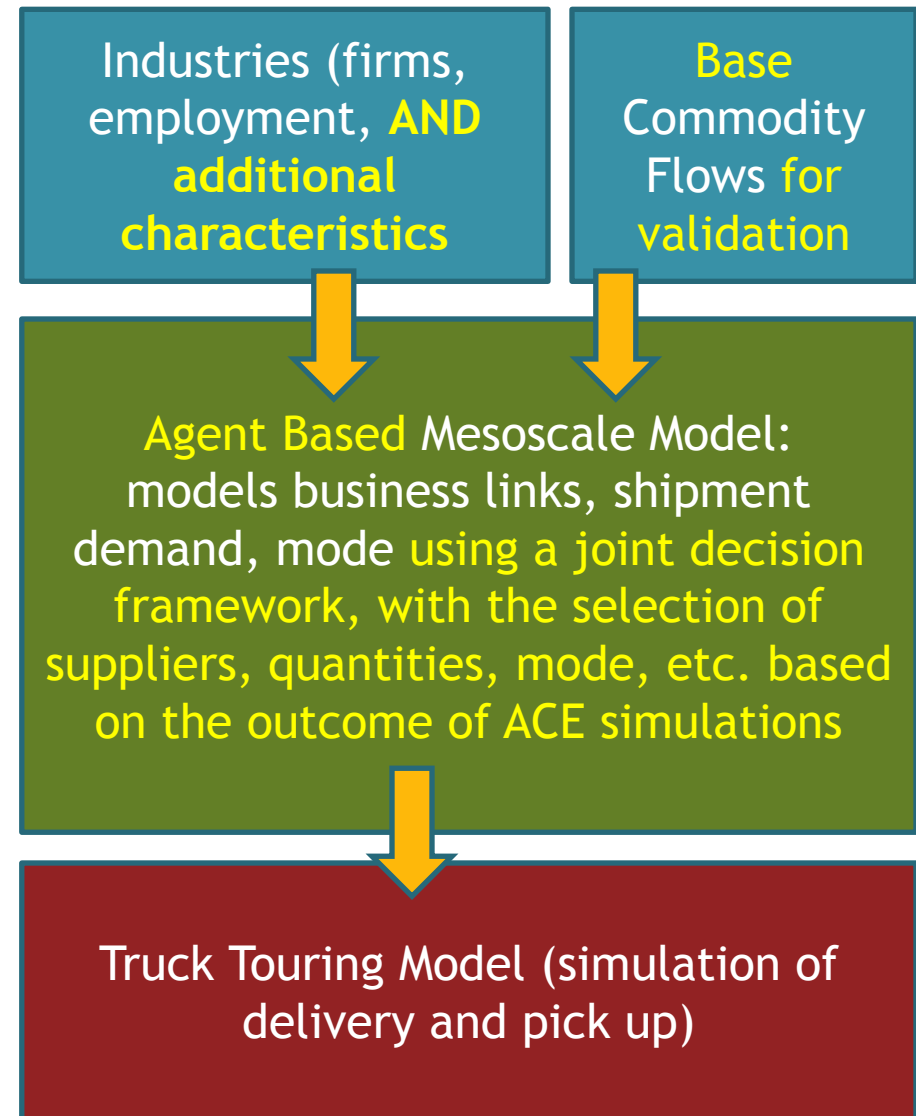 Industries (firms,
employment, AND
additional
characteristics
Base
Commodity
Flows for
validation
Agent Based Mesoscale Model:
models business links, shipment
demand, mode using a joint decision
framework, with the selection of
suppliers, quantities, mode, etc. based
on the outcome of ACE simulations
Truck Touring Model (simulation of
delivery and pick up)